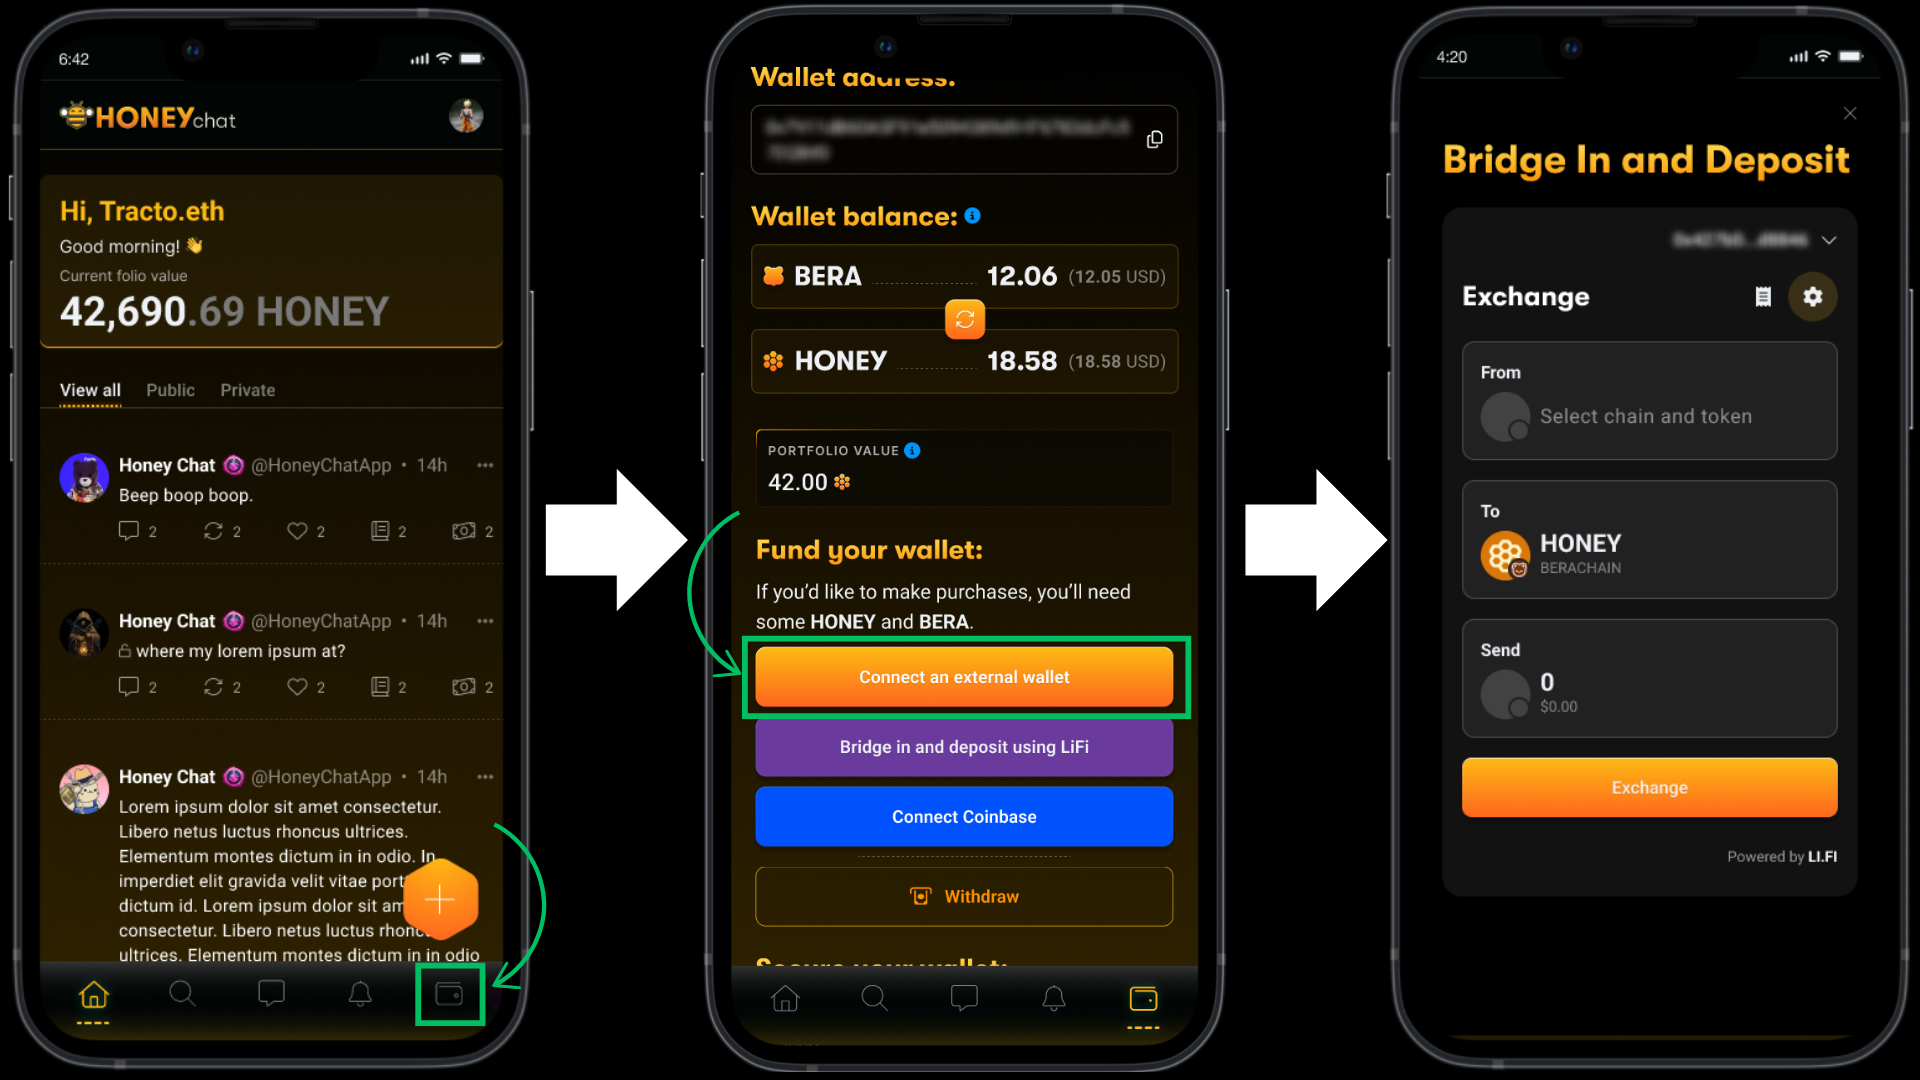 6:42
HONEYchat
Hi, Tracto.eth
Good morning! 👋
Current folio value
42,690.69 HONEY
View all Public Private
Honey Chat @HoneyChatApp • 14h
Beep boop boop.
2 2 2 2 2
Honey Chat @HoneyChatApp • 14h
where my lorem ipsum at?
2 2 2 2 2
Honey Chat @HoneyChatApp • 14h
Lorem ipsum dolor sit amet consectetur.
Libero netus luctus rhoncus ultrices.
Elementum montes dictum in in odio. In
imperdiet elit gravida velit vitae port
dictum id. Lorem ipsum dolor sit am
consectetur. Libero netus luctus rhonc
ultrices. Elementum montes dictum in in odio
Wallet address:
Wallet balance:
BERA 12.06 (12.05 USD)
HONEY 18.58 (18.58 USD)
PORTFOLIO VALUE
42.00
Fund your wallet:
If you'd like to make purchases, you'll need
some HONEY and BERA.
Connect an external wallet
Bridge in and deposit using LiFi
Connect Coinbase
Withdraw
Secure your wallet:
4:20
Bridge In and Deposit
Exchange
From
Select chain and token
To
HONEY
BERACHAIN
Send
0
$0.00
Exchange
Powered by LI.FI